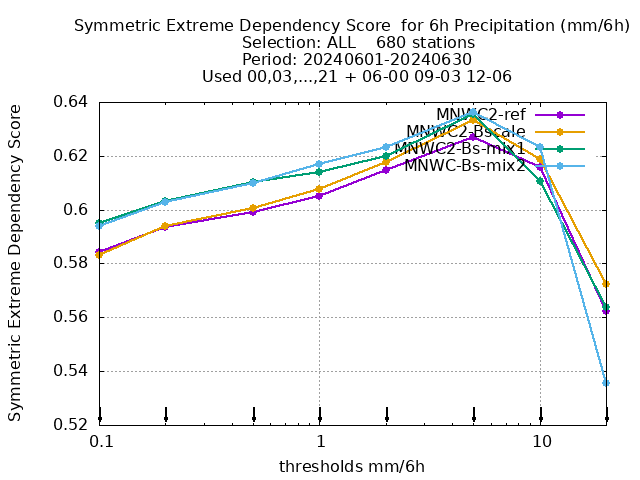 Symmetric Extreme Dependency Score  for 6h Precipitation (mm/6h)
Selection: ALL    680 stations
Period: 20240601-20240630
Used 00,03,...,21 + 06-00 09-03 12-06
Symmetric Extreme Dependency Score
0.64
0.62
0.6
0.58
0.56
0.54
0.52
MNWC2-ref
MNWC2-Bscale
MNWC2-Bs-mix1
MNWC-Bs-mix2
0.1
1
10
thresholds mm/6h